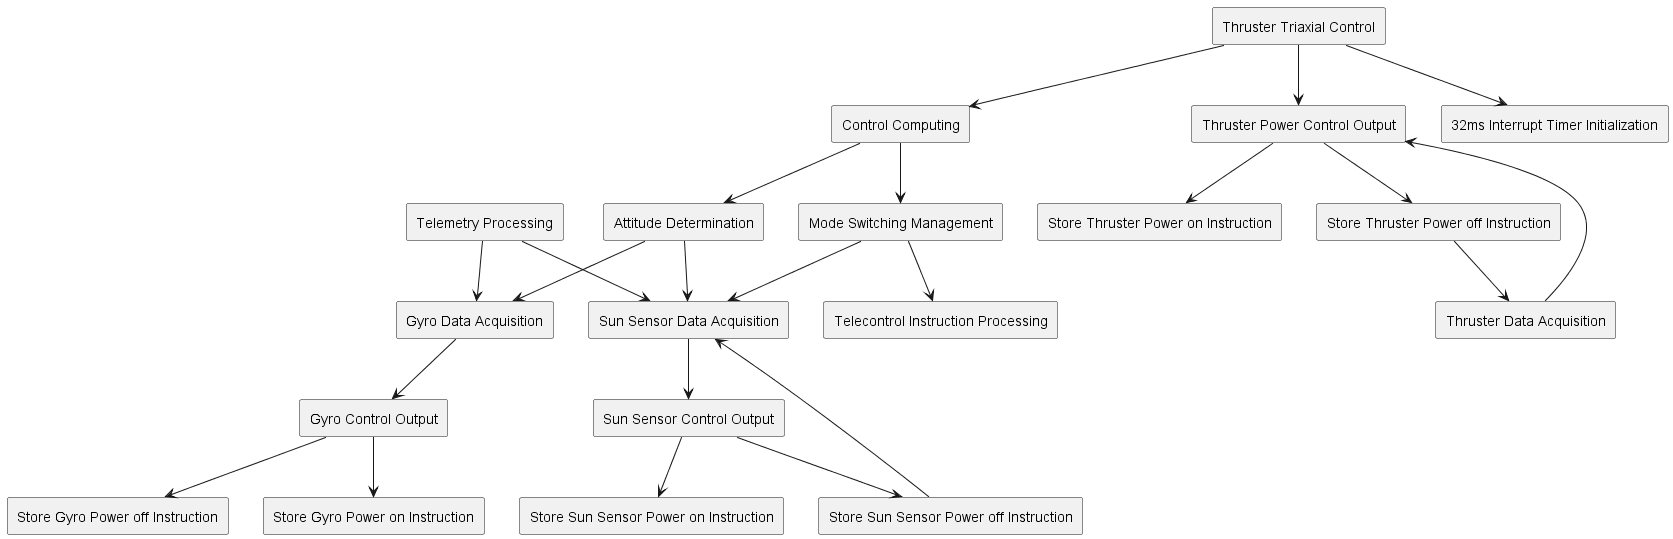 Thruster Triaxial Control
Control Computing
Thruster Power Control Output
32ms Interrupt Timer Initialization
Telemetry Processing
Attitude Determination
Mode Switching Management
Store Thruster Power on Instruction
Store Thruster Power off Instruction
Gyro Data Acquisition
Sun Sensor Data Acquisition
Telecontrol Instruction Processing
Thruster Data Acquisition
Gyro Control Output
Sun Sensor Control Output
Store Gyro Power off Instruction
Store Gyro Power on Instruction
Store Sun Sensor Power on Instruction
Store Sun Sensor Power off Instruction